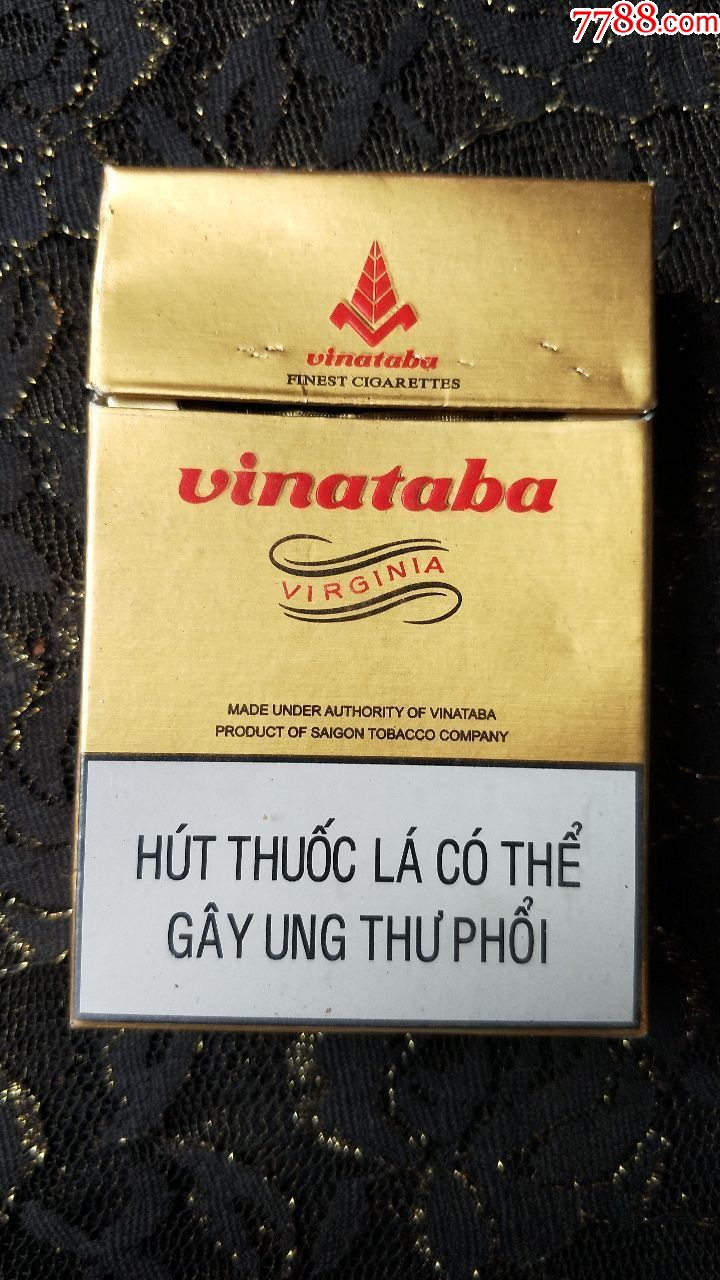 7788.com
vinataba
FINEST CIGARETTES
vinataba
VIRGINIA
MADE UNDER AUTHORITY OF VINATABA
PRODUCT OF SAIGON TOBACCO COMPANY
HÚT THUỐC LÁ CÓ THỂ
GÂY UNG THƯ PHỔI